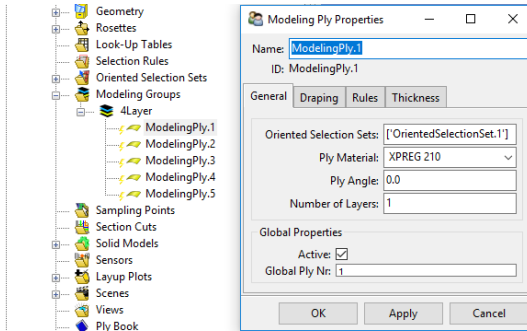 Geometry
Rosettes
Look-Up Tables
Selection Rules
Oriented Selection Sets
Modeling Groups
4Layer
ModelingPly.1
ModelingPly.2
ModelingPly.3
ModelingPly.4
ModelingPly.5
Sampling Points
Section Cuts
Solid Models
Sensors
Layup Plots
Scenes
Views
Ply Book
Modeling Ply Properties
Name: ModelingPly.1
ID: ModelingPly.1
General Draping Rules Thickness
Oriented Selection Sets: ['OrientedSelectionSet.1']
Ply Material: XPREG 210
Ply Angle: 0.0
Number of Layers: 1
Global Properties
Active:
Global Ply Nr: 1
OK Apply Cancel